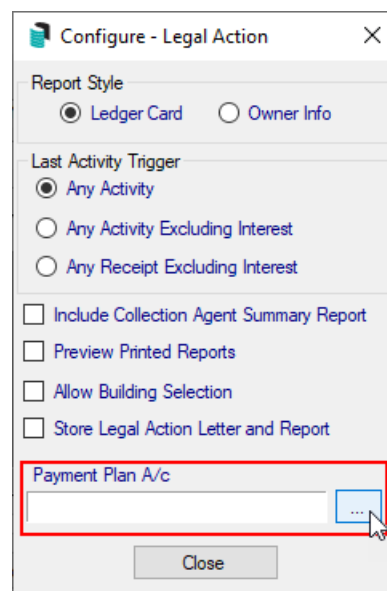 Configure - Legal Action
Report Style
Ledger Card Owner Info
Last Activity Trigger
Any Activity
Any Activity Excluding Interest
Any Receipt Excluding Interest
Include Collection Agent Summary Report
Preview Printed Reports
Allow Building Selection
Store Legal Action Letter and Report
Payment Plan A/c
...
Close